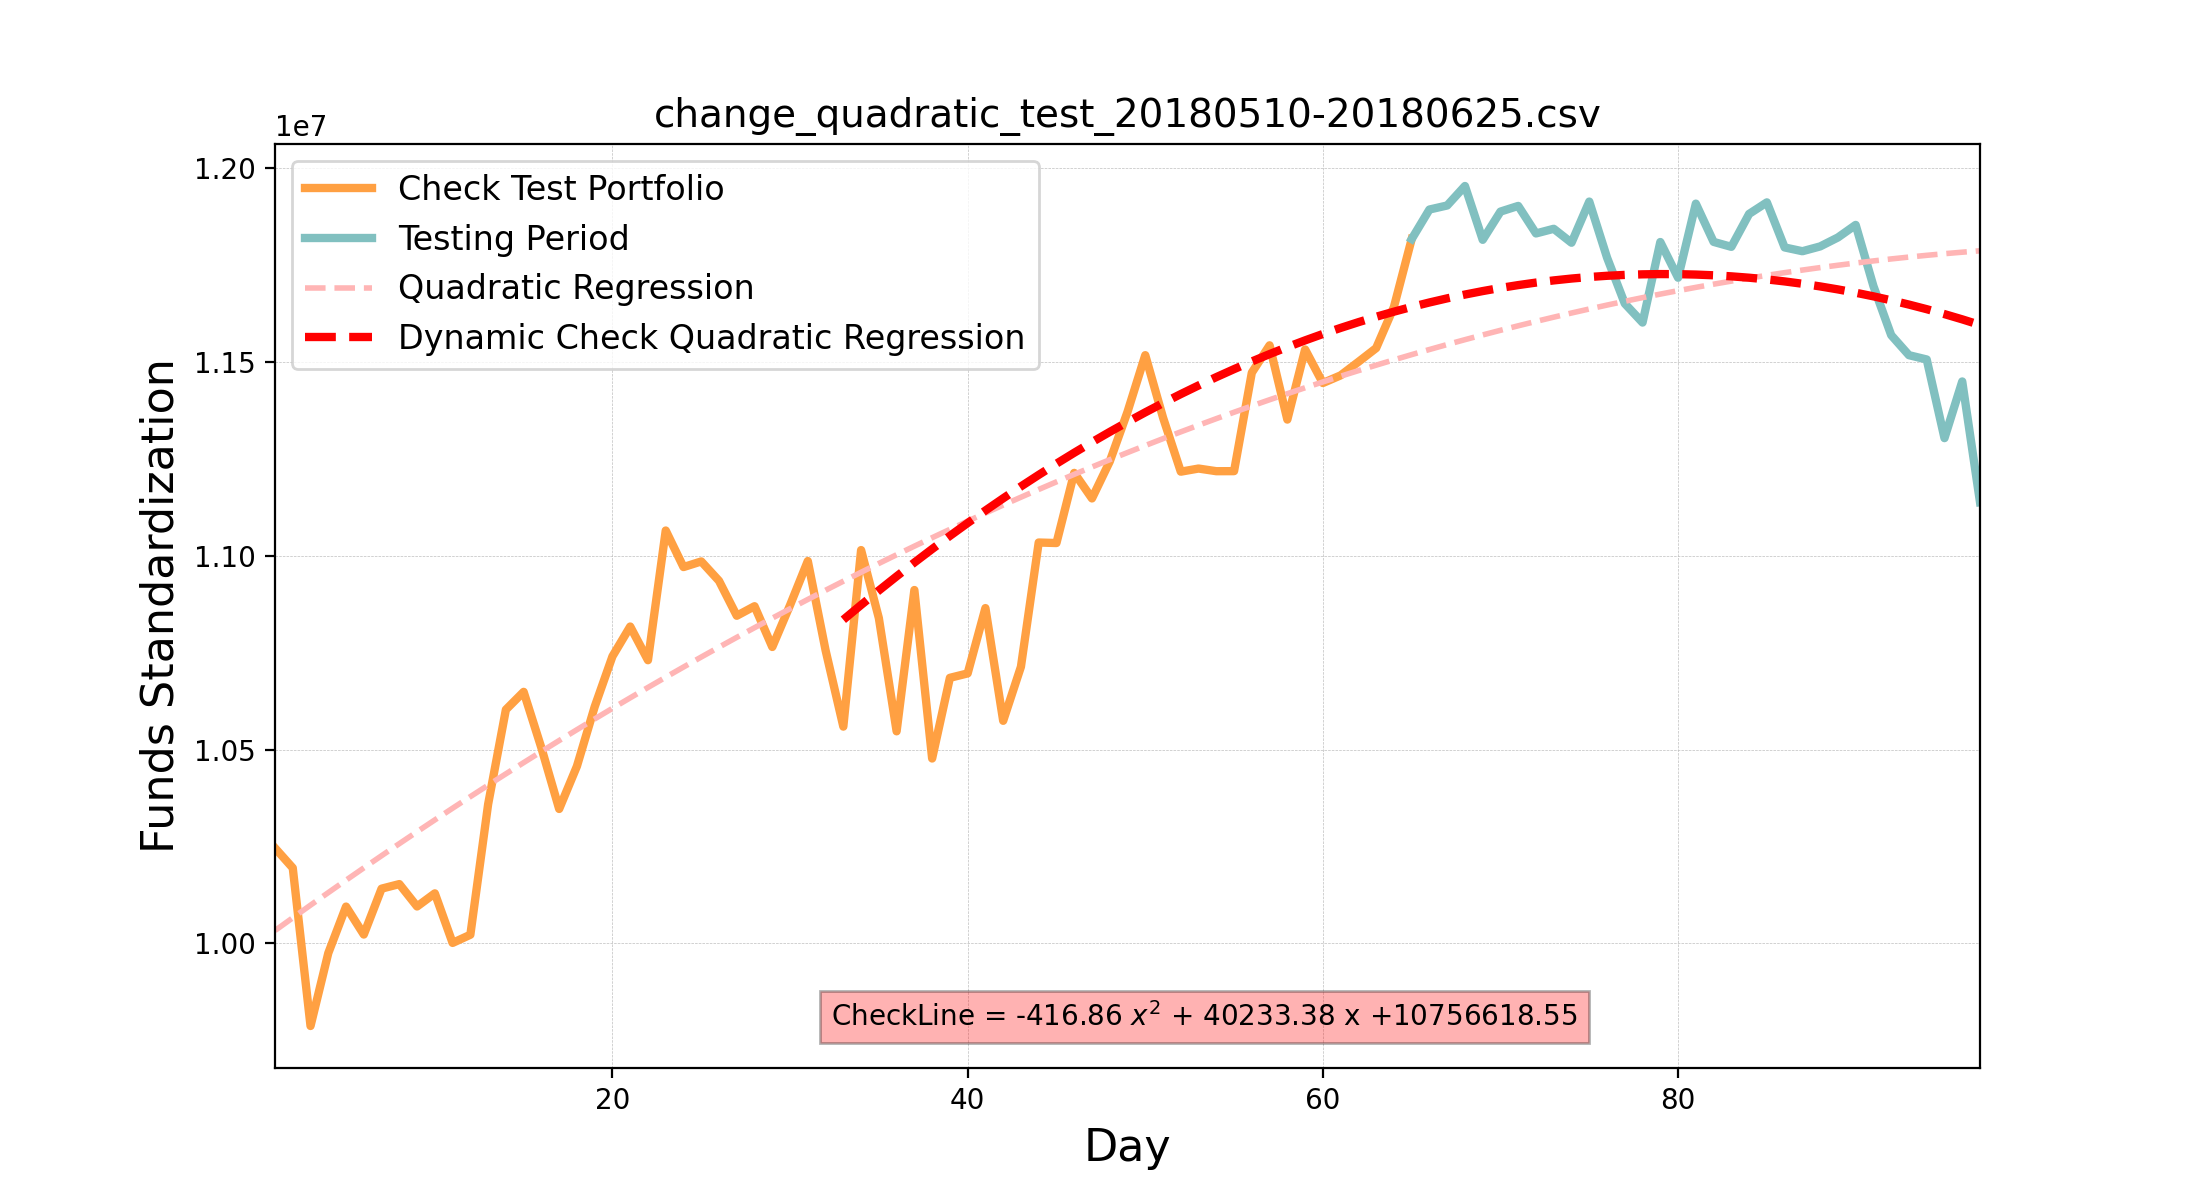 change_quadratic_test_20180510-20180625.csv
1e7
Check Test Portfolio
Testing Period
Quadratic Regression
Dynamic Check Quadratic Regression
1.20
1.15
1.10
1.05
1.00
Funds Standardization
CheckLine = -416.86 x² + 40233.38 x +10756618.55
20 40 60 80
Day